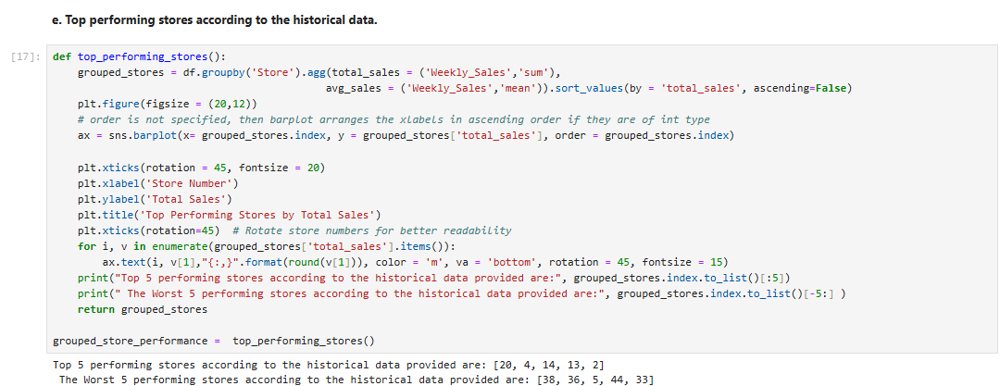 e. Top performing stores according to the historical data.
[17]: def top_performing_stores():
    grouped_stores = df.groupby('Store').agg(total_sales = ('Weekly_Sales','sum'),
                                            avg_sales = ('Weekly_Sales','mean')).sort_values(by = 'total_sales', ascending=False)
    plt.figure(figsize = (20,12))
    # order is not specified, then barplot arranges the xlabels in ascending order if they are of int type
    ax = sns.barplot(x= grouped_stores.index, y = grouped_stores['total_sales'], order = grouped_stores.index)
    plt.xticks(rotation = 45, fontsize = 20)
    plt.xlabel('Store Number')
    plt.ylabel('Total Sales')
    plt.title('Top Performing Stores by Total Sales')
    plt.xticks(rotation=45)  # Rotate store numbers for better readability
    for i, v in enumerate(grouped_stores['total_sales'].items()):
        ax.text(i, v[1],"{:,}".format(round(v[1])), color = 'm', va = 'bottom', rotation = 45, fontsize = 15)
    print("Top 5 performing stores according to the historical data provided are:", grouped_stores.index.to_list()[:5])
    print(" The Worst 5 performing stores according to the historical data provided are:", grouped_stores.index.to_list()[-5:] )
    return grouped_stores
grouped_store_performance =  top_performing_stores()
Top 5 performing stores according to the historical data provided are: [20, 4, 14, 13, 2]
 The Worst 5 performing stores according to the historical data provided are: [38, 36, 5, 44, 33]